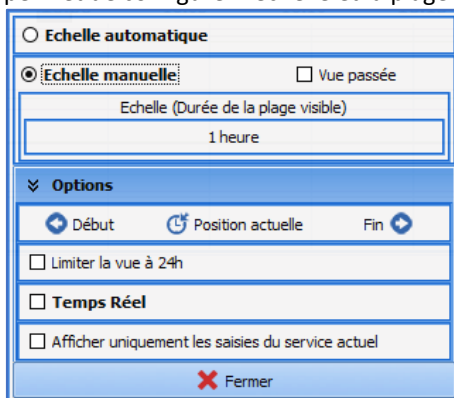 Echelle automatique
Echelle manuelle Vue passée
Echelle (Durée de la plage visible)
1 heure
Options
Début Position actuelle Fin
Limiter la vue à 24h
Temps Réel
Afficher uniquement les saisies du service actuel
Fermer